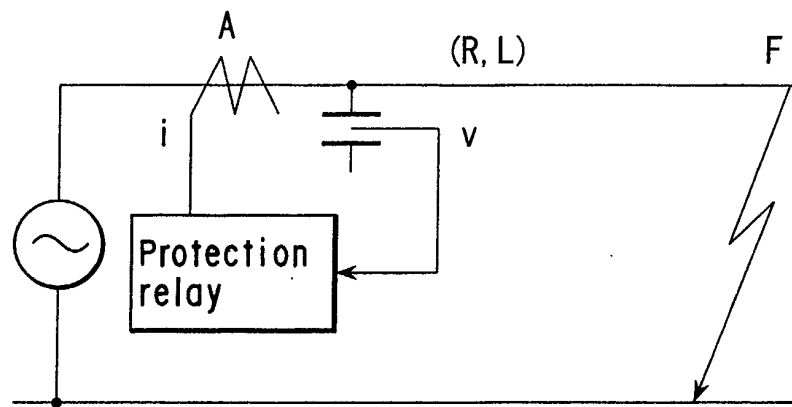 A
(R, L)
F
i
v
Protection
relay